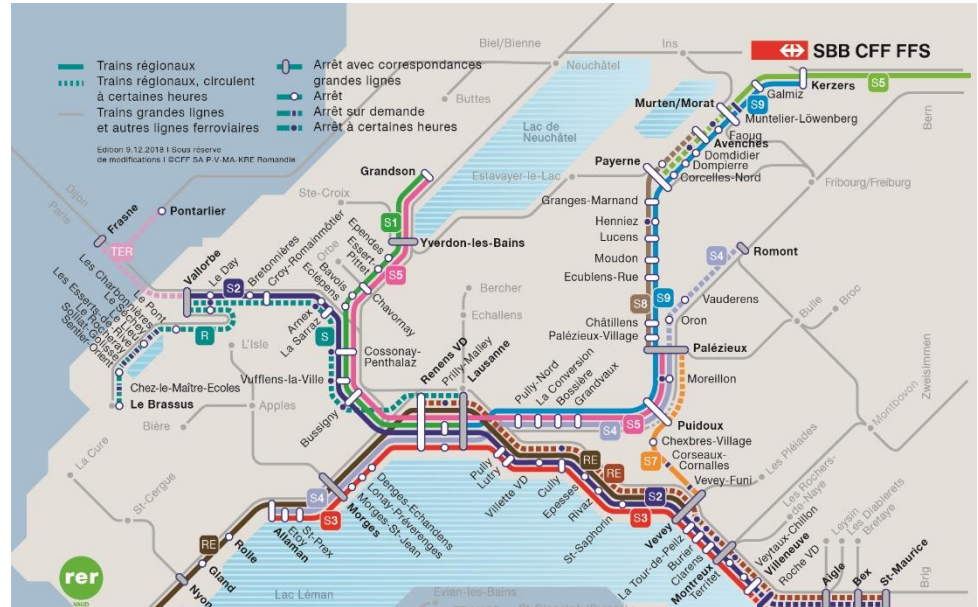 Trains régionaux
Trains régionaux, circulent
à certaines heures
Trains grandes lignes
et autres lignes ferroviaires
Arrêt avec correspondances
grandes lignes
Arrêt
Arrêt sur demande
Arrêt à certaines heures
Edition 9.12.2018 I Sous réserve
de modifications I ©CFF SA P-V-MA-KRE Romandie
SBB CFF FFS
Biel/Bienne
Neuchâtel
Ins
Buttes
Lac de
Neuchâtel
Estavayer-le-Lac
Murten/Morat
Kerzers
S5
Galmiz
S9
Muntelier-Löwenberg
Faoug
Avenches
Domdidier
Dompierre
Corcelles-Nord
Bern
Fribourg/Freiburg
Payerne
Granges-Marnand
Henniez
Lucens
Moudon
Ecublens-Rue
S8
S9
Châtillens
Palézieux-Village
Palézieux
S4
Romont
Vauderens
Oron
Bulle
Broc
Moreillon
Puidoux
Zweisimmen
Montbovon
Grandson
S1
Yverdon-les-Bains
S5
Ste-Croix
Orbe
Ependes
Essert-
Pittet
Chavornay
Bavois
Eclépens
Croy-Romainmôtier
Bretonnières
Le Day
S2
Vallorbe
Arnex
La Sarraz
S
Cossonay-
Penthalaz
Vufflens-la-Ville
Bussigny
Dijon
Paris
Frasne
Pontarlier
TER
Les Charbonnières
Le Pont
Le Séchey
Le Lieu
Les Esserts-de-Rive
Le Rocheray
Solliat-Golisse
Sentier-Orient
R
Chez-le-Maître-Ecoles
Le Brassus
L'Isle
Apples
Bière
La Cure
St-Cergue
Bercher
Echallens
Renens VD
Prilly-Malley
Lausanne
Pully-Nord
La Conversion
Bossière
Grandvaux
S4
S5
Chexbres-Village
Corseaux-
Cornalles
S7
Vevey-Funi
Les Pléiades
Les Rochers-
de-Naye
Pully
Lutry
Villette VD
Cully
Epesses
Rivaz
St-Saphorin
RE
RE
S2
S3
Vevey
La Tour-de-Peilz
Burier
Clarens
Montreux
Territet
Veytaux-Chillon
Villeneuve
Roche VD
Aigle
Leysin
Les Diablerets
Bex
Bretaye
St-Maurice
Brig
Denges-Echandens
Lonay-Préverenges
Morges-St-Jean
Morges
S4
S3
St-Prex
Etoy
Allaman
RE
Rolle
Gland
Nyon
Lac Léman
Evian-les-Bains
rer
VAUD